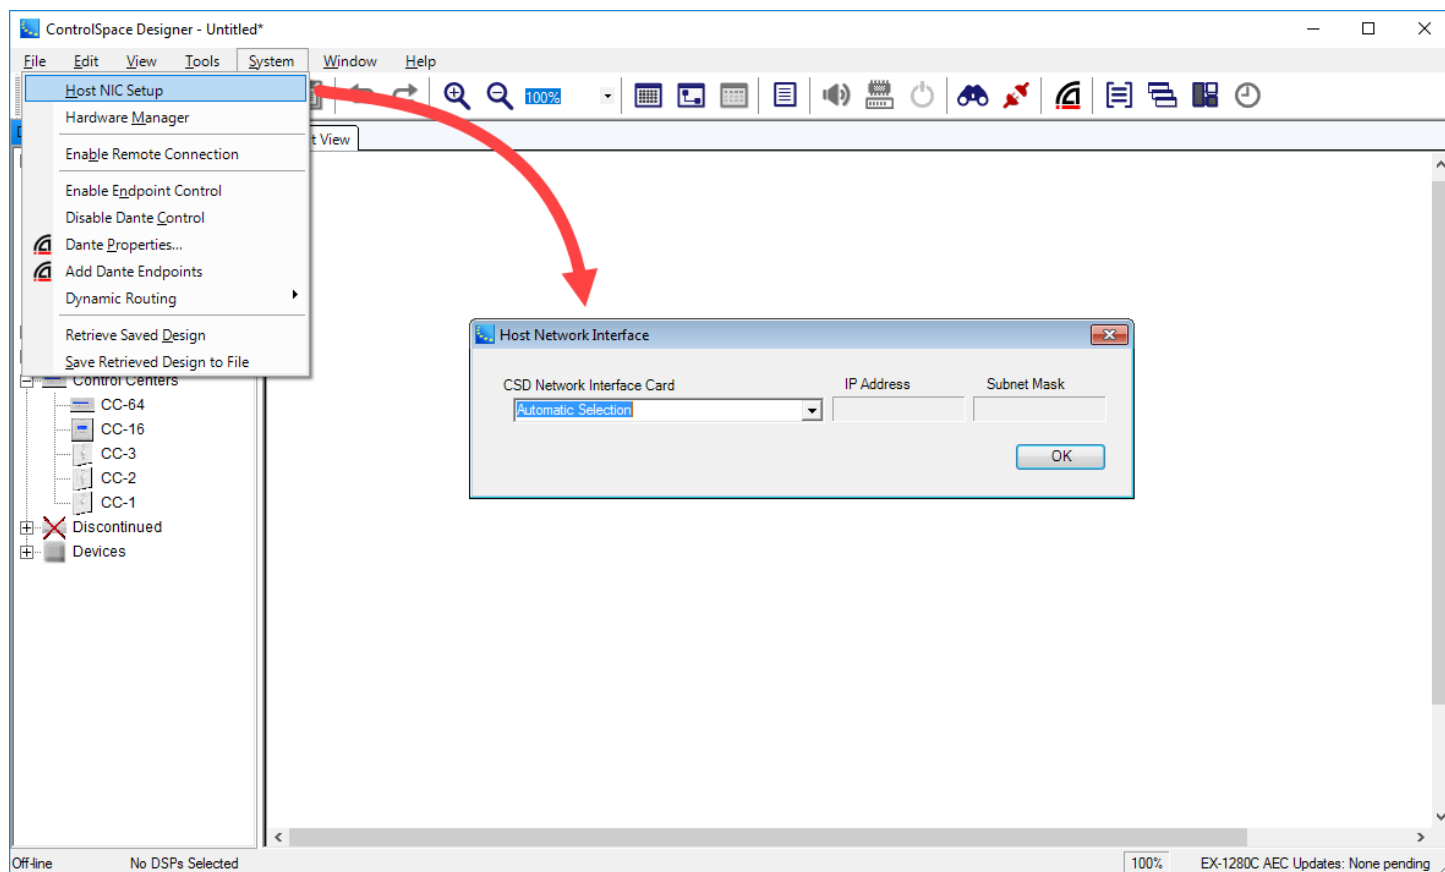 ControlSpace Designer - Untitled*
File Edit View Tools System Window Help
Host NIC Setup
100%
Hardware Manager
t View
Enable Remote Connection
Enable Endpoint Control
Disable Dante Control
Dante Properties...
Add Dante Endpoints
Dynamic Routing
Retrieve Saved Design
Save Retrieved Design to File
Host Network Interface
CSD Network Interface Card IP Address Subnet Mask
Automatic Selection
OK
Control Centers
CC-64
CC-16
CC-3
CC-2
CC-1
Discontinued
Devices
Off-line No DSPs Selected 100% EX-1280C AEC Updates: None pending